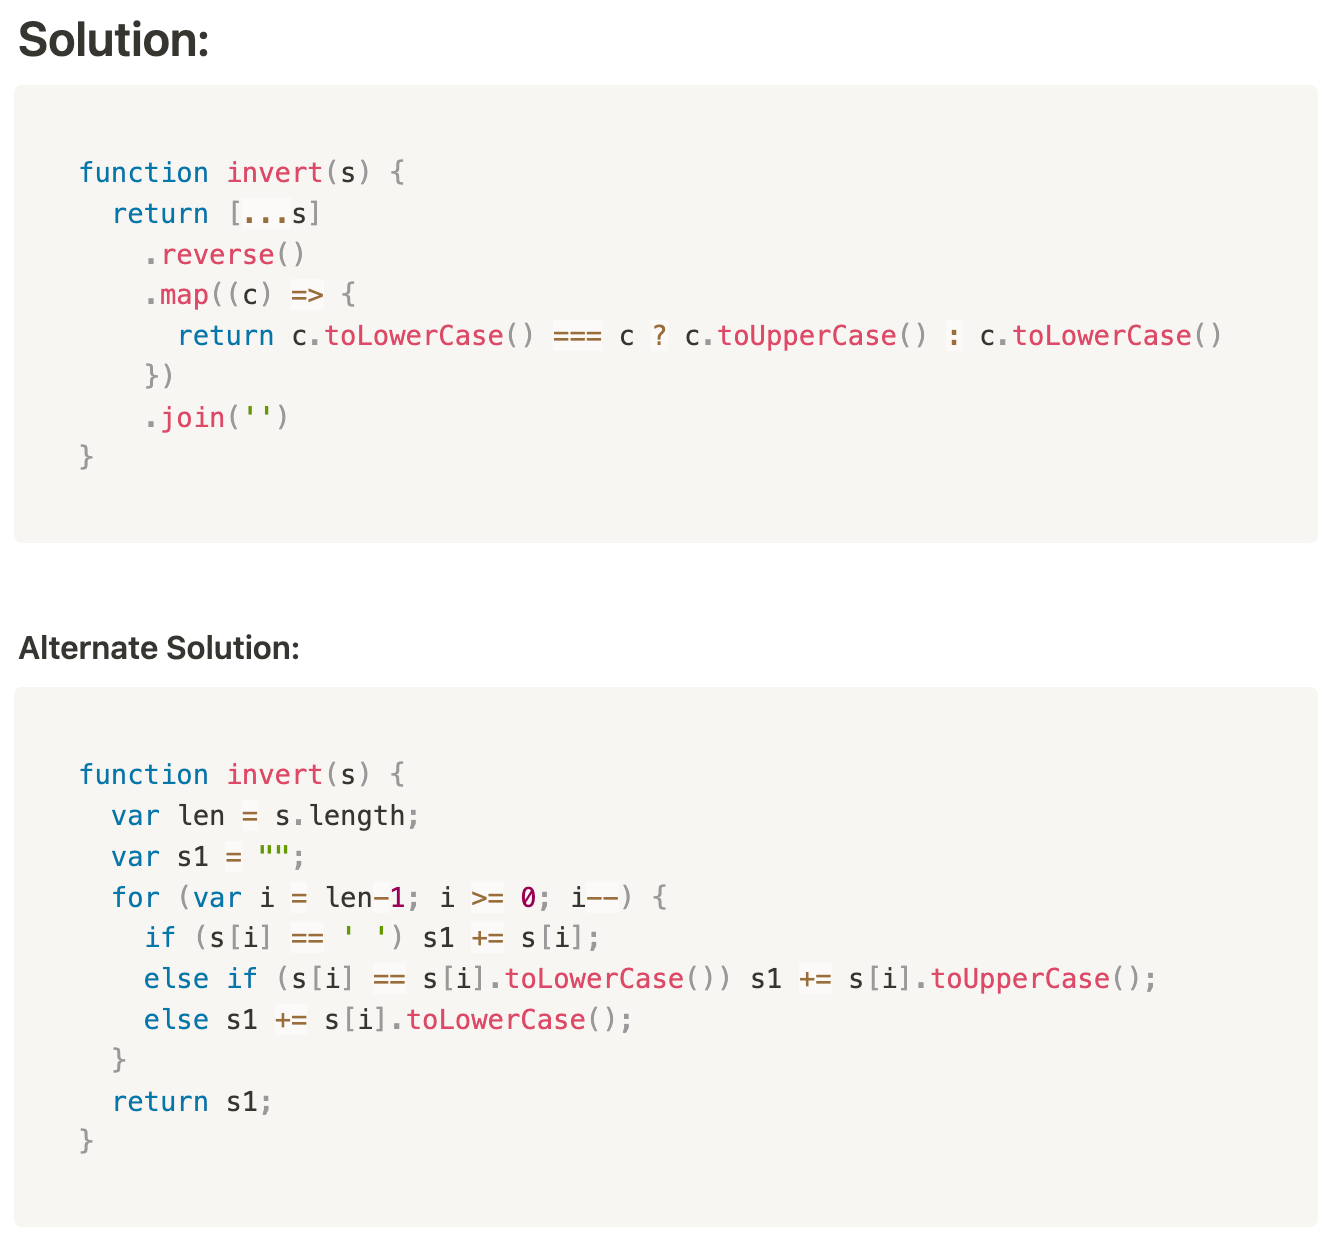 Solution:
function invert(s) {
  return [...s]
    .reverse()
    .map((c) => {
      return c.toLowerCase() === c ? c.toUpperCase() : c.toLowerCase()
    })
    .join('')
}
Alternate Solution:
function invert(s) {
  var len = s.length;
  var s1 = "";
  for (var i = len-1; i >= 0; i--) {
    if (s[i] == ' ') s1 += s[i];
    else if (s[i] == s[i].toLowerCase()) s1 += s[i].toUpperCase();
    else s1 += s[i].toLowerCase();
  }
  return s1;
}